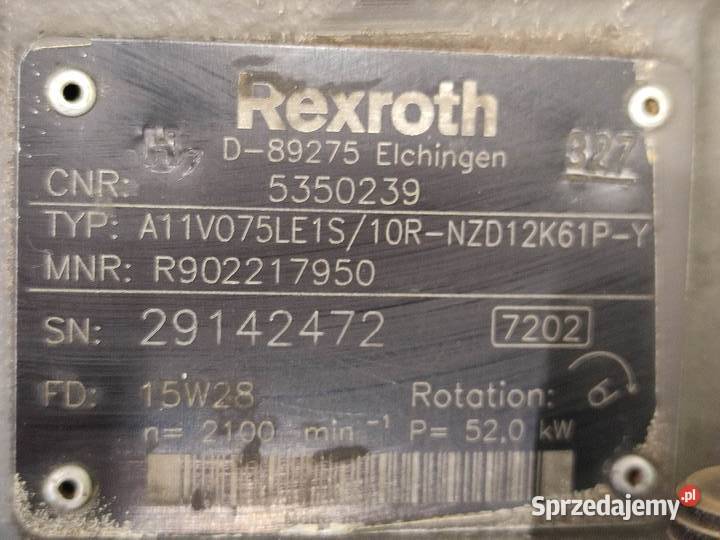 Rexroth
D-89275 Elchingen
327
CNR: 5350239
TYP: A11VO75LE1S/10R-NZD12K61P-Y
MNR: R902217950
SN: 29142472 7202
FD: 15W28 Rotation:
n= 2100 min⁻¹ P= 52,0 kW
Sprzedajemy.pl